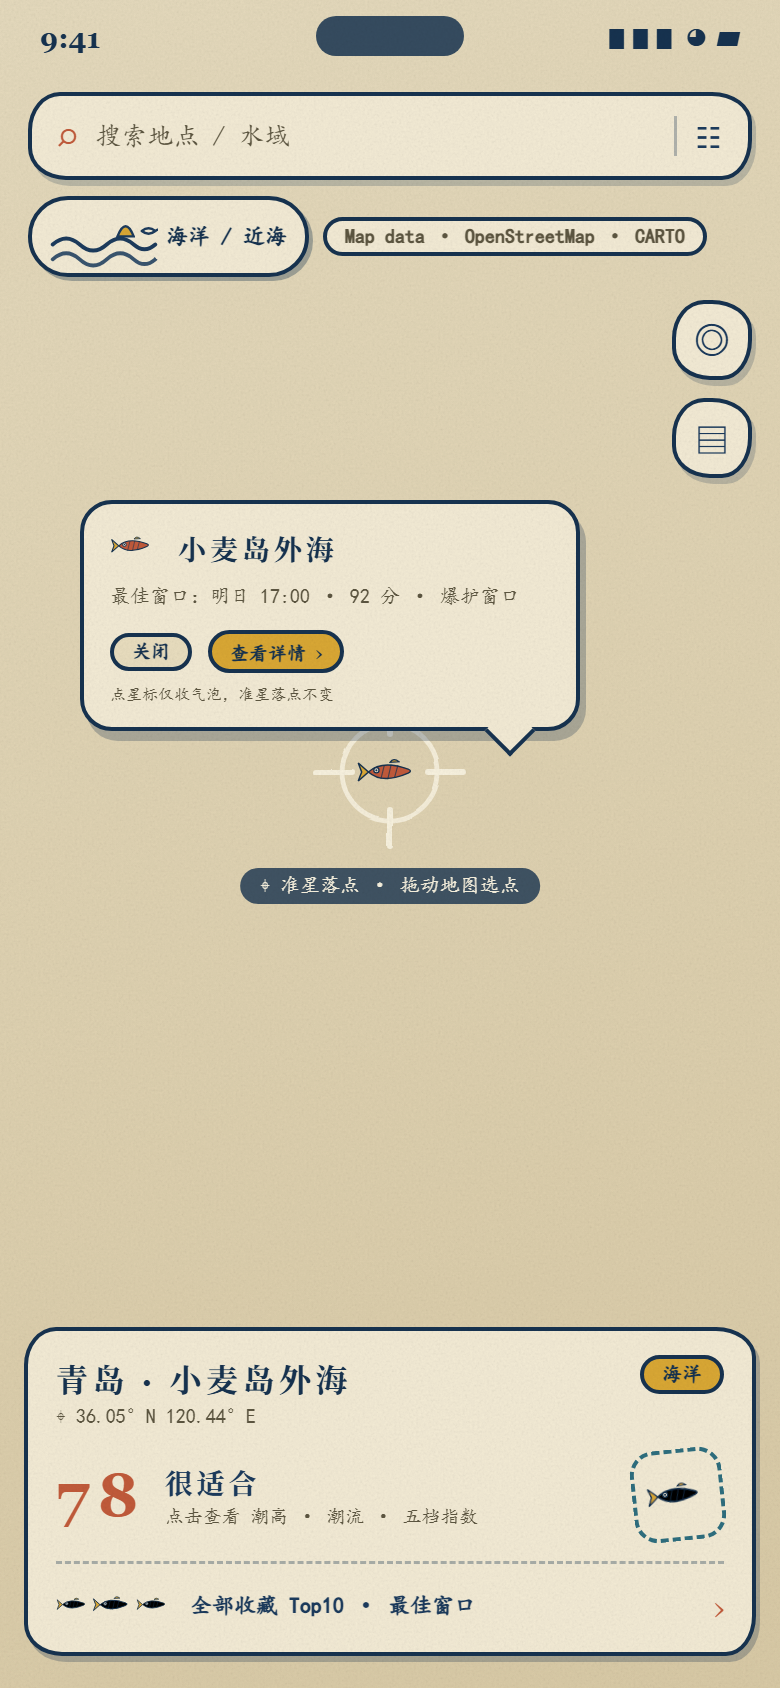 9:41
搜索地点 / 水域
海洋 / 近海
Map data • OpenStreetMap • CARTO
小麦岛外海
最佳窗口: 明日 17:00 • 92 分 • 爆护窗口
关闭
查看详情 ›
点星标仅收气泡, 准星落点不变
⌖ 准星落点 • 拖动地图选点
青岛 · 小麦岛外海
海洋
⌖ 36.05° N 120.44° E
78
很适合
点击查看 潮高 • 潮流 • 五档指数
全部收藏 Top10 • 最佳窗口 ›